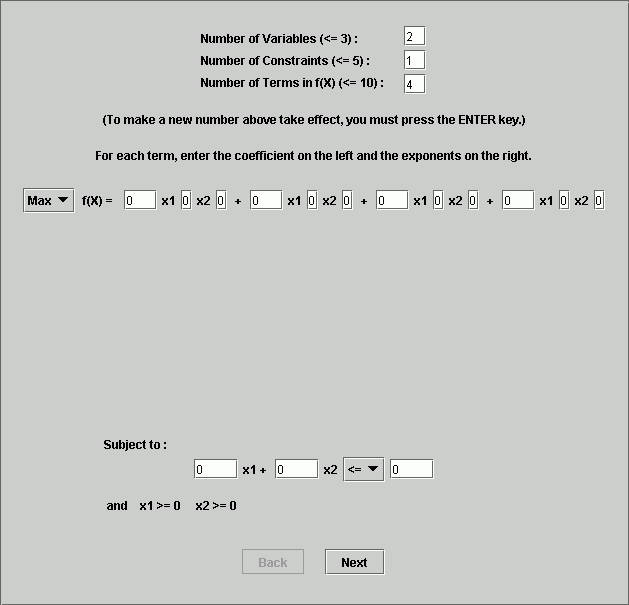 Number of Variables (<= 3) : 2
Number of Constraints (<= 5) : 1
Number of Terms in f(X) (<= 10) : 4
(To make a new number above take effect, you must press the ENTER key.)
For each term, enter the coefficient on the left and the exponents on the right.
Max f(X) = 0 x1 0 x2 0 + 0 x1 0 x2 0 + 0 x1 0 x2 0 + 0 x1 0 x2 0
Subject to :
0 x1 + 0 x2 <= 0
and x1 >= 0 x2 >= 0
Back Next